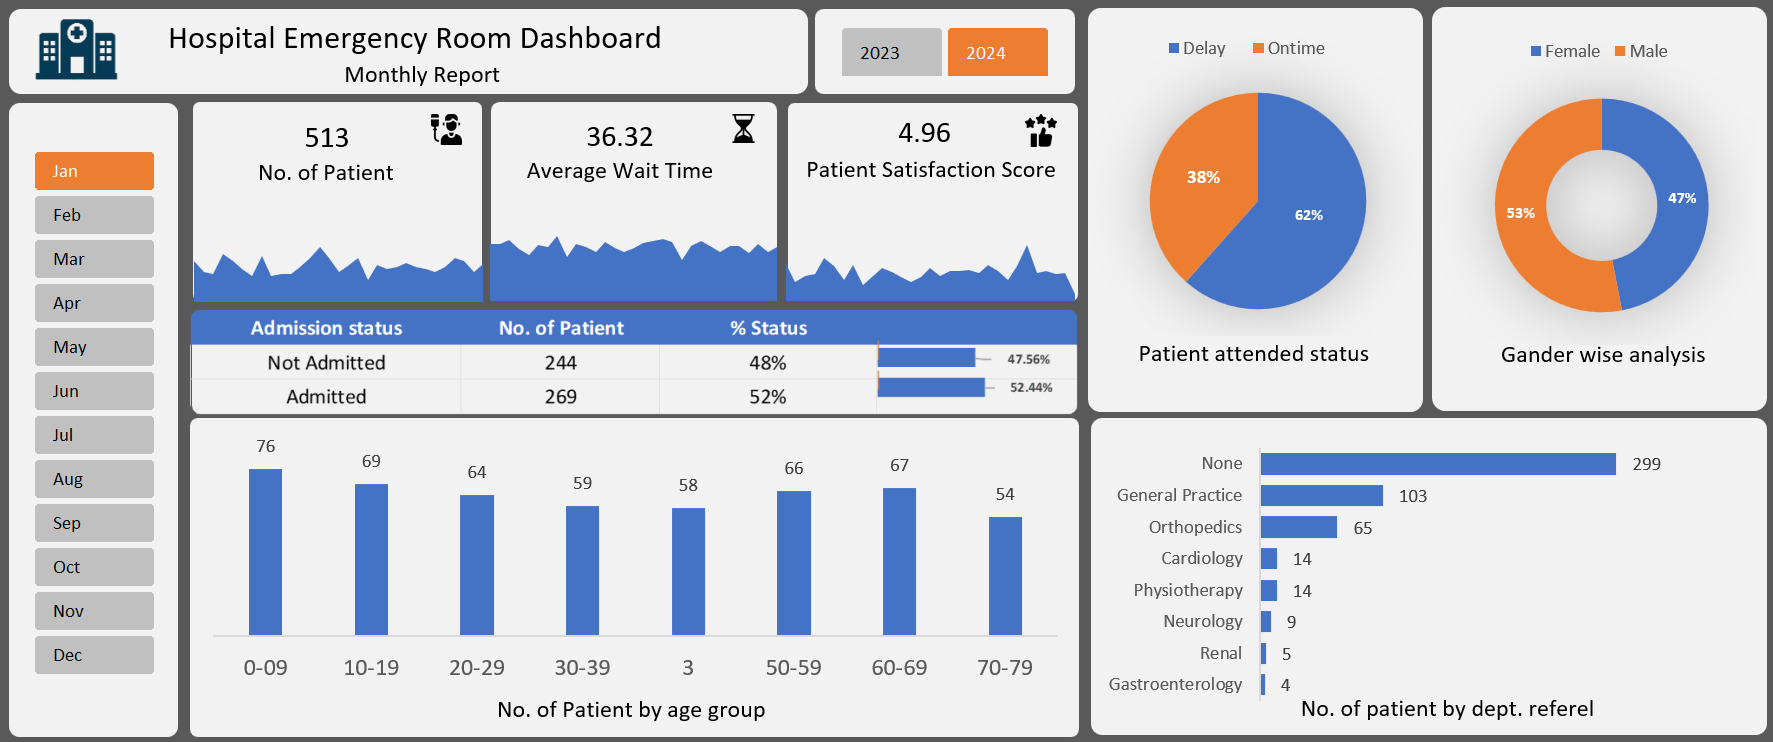 Hospital Emergency Room Dashboard
Monthly Report
2023
2024
Jan
Feb
Mar
Apr
May
Jun
Jul
Aug
Sep
Oct
Nov
Dec
513
No. of Patient
36.32
Average Wait Time
4.96
Patient Satisfaction Score
Admission status No. of Patient % Status
Not Admitted 244 48% 47.56%
Admitted 269 52% 52.44%
Delay Ontime
38%
62%
Patient attended status
Female Male
47%
53%
Gander wise analysis
76 69 64 59 58 66 67 54
0-09 10-19 20-29 30-39 3 50-59 60-69 70-79
No. of Patient by age group
None 299
General Practice 103
Orthopedics 65
Cardiology 14
Physiotherapy 14
Neurology 9
Renal 5
Gastroenterology 4
No. of patient by dept. referel